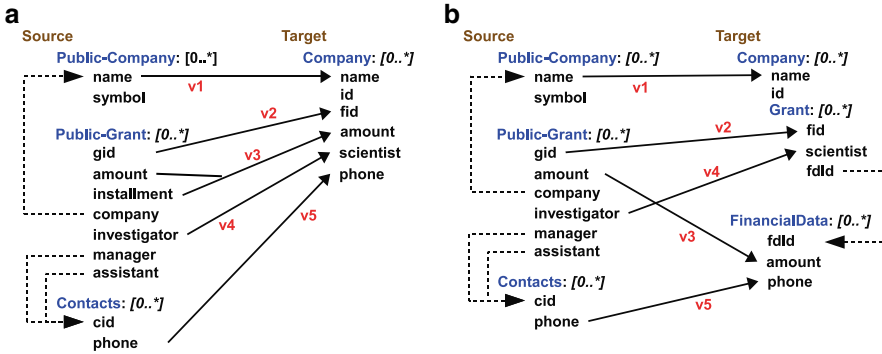 a
Source
Target
Public-Company: [0..*]
Company: [0..*]
name
symbol
v1
name
id
fid
amount
scientist
phone
Public-Grant: [0..*]
gid
amount
installment
company
investigator
manager
assistant
v2
v3
v4
v5
Contacts: [0..*]
cid
phone
b
Source
Target
Public-Company: [0..*]
Company: [0..*]
name
symbol
v1
name
id
Grant: [0..*]
fid
scientist
fdId
Public-Grant: [0..*]
gid
amount
company
investigator
manager
assistant
v2
v4
v3
FinancialData: [0..*]
fdId
amount
phone
Contacts: [0..*]
cid
phone
v5